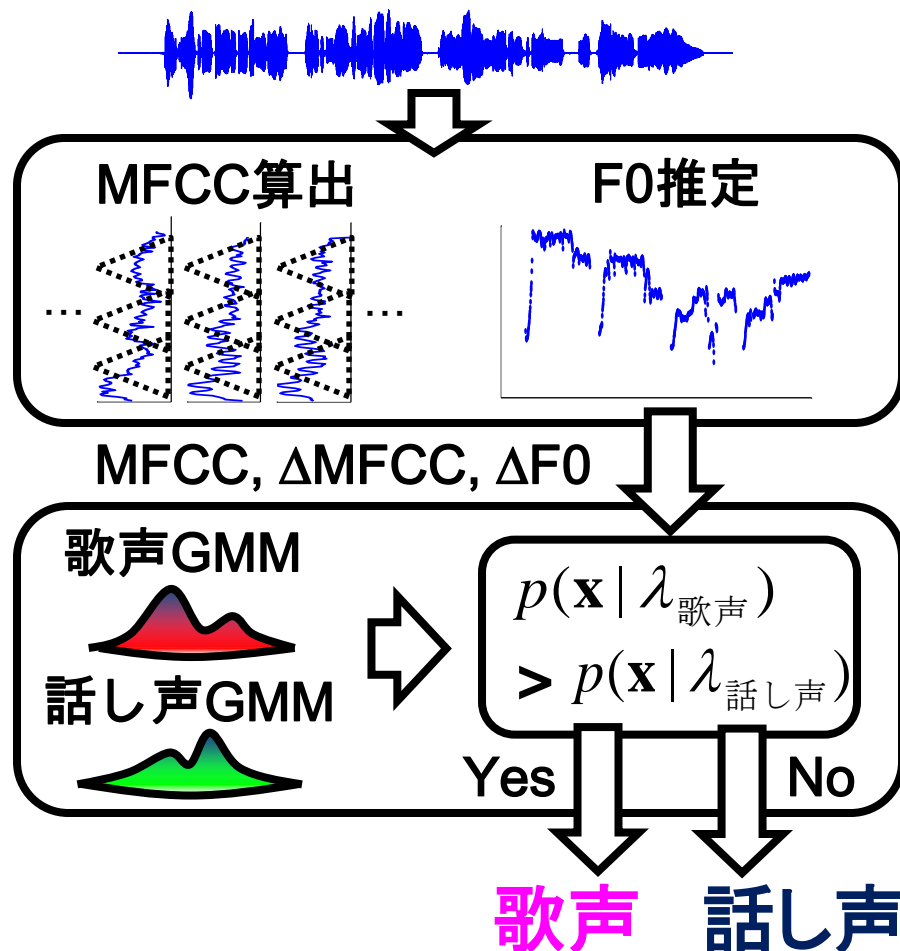 MFCC算出
F0推定
… …
MFCC, ΔMFCC, ΔF0
歌声GMM
話し声GMM
p(x | λ歌声)
> p(x | λ話し声)
Yes
No
歌声
話し声